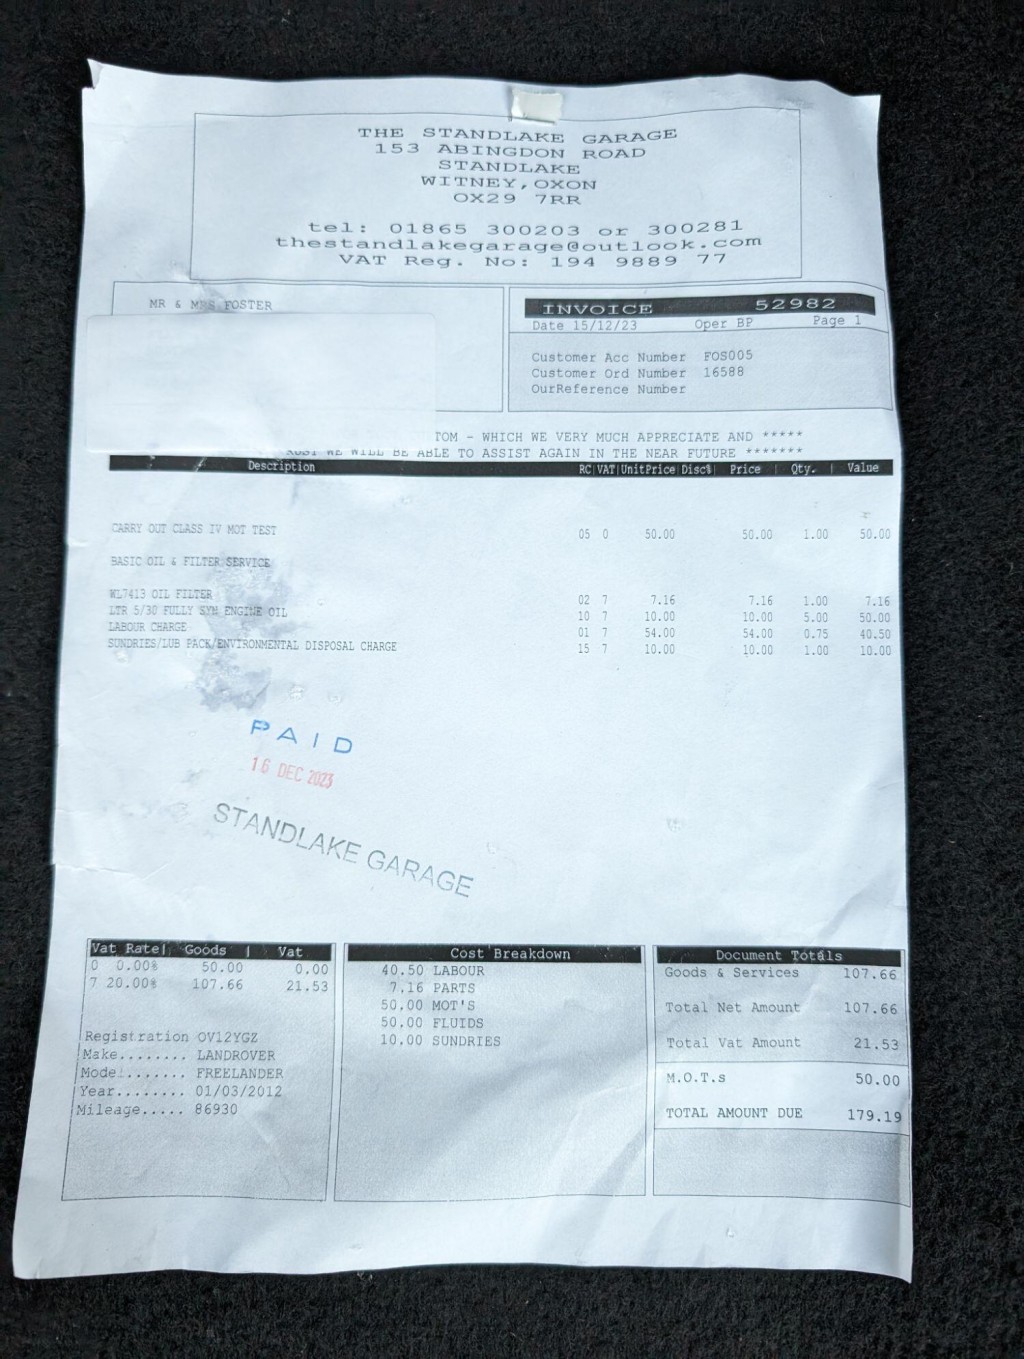 THE STANDLAKE GARAGE
153 ABINGDON ROAD
STANDLAKE
WITNEY, OXON
OX29 7RR
tel: 01865 300203 or 300281
thestandlakegarage@outlook.com
VAT Reg. No: 194 9889 77
MR & MRS FOSTER
INVOICE 52982
Date 15/12/23 Oper BP Page 1
Customer Acc Number FOS005
Customer Ord Number 16588
OurReference Number
TOM - WHICH WE VERY MUCH APPRECIATE AND *****
WE WILL BE ABLE TO ASSIST AGAIN IN THE NEAR FUTURE *******
Description RC|VAT|UnitPrice Disc%| Price | Qty. | Value
CARRY OUT CLASS IV MOT TEST 05 0 50.00 50.00 1.00 50.00
BASIC OIL & FILTER SERVICE
WL7413 OIL FILTER 02 7 7.16 7.16 1.00 7.16
LTR 5/30 FULLY SYN ENGINE OIL 10 7 10.00 10.00 5.00 50.00
LABOUR CHARGE 01 7 54.00 54.00 0.75 40.50
SUNDRIES/LUB PACK/ENVIRONMENTAL DISPOSAL CHARGE 15 7 10.00 10.00 1.00 10.00
PAID
16 DEC 2023
STANDLAKE GARAGE
Vat Rate| Goods | Vat
0 0.00% 50.00 0.00
7 20.00% 107.66 21.53
Registration OV12YGZ
Make........ LANDROVER
Model....... FREELANDER
Year........ 01/03/2012
Mileage..... 86930
Cost Breakdown
40.50 LABOUR
7.16 PARTS
50.00 MOT'S
50.00 FLUIDS
10.00 SUNDRIES
Document Totals
Goods & Services 107.66
Total Net Amount 107.66
Total Vat Amount 21.53
M.O.T.s 50.00
TOTAL AMOUNT DUE 179.19